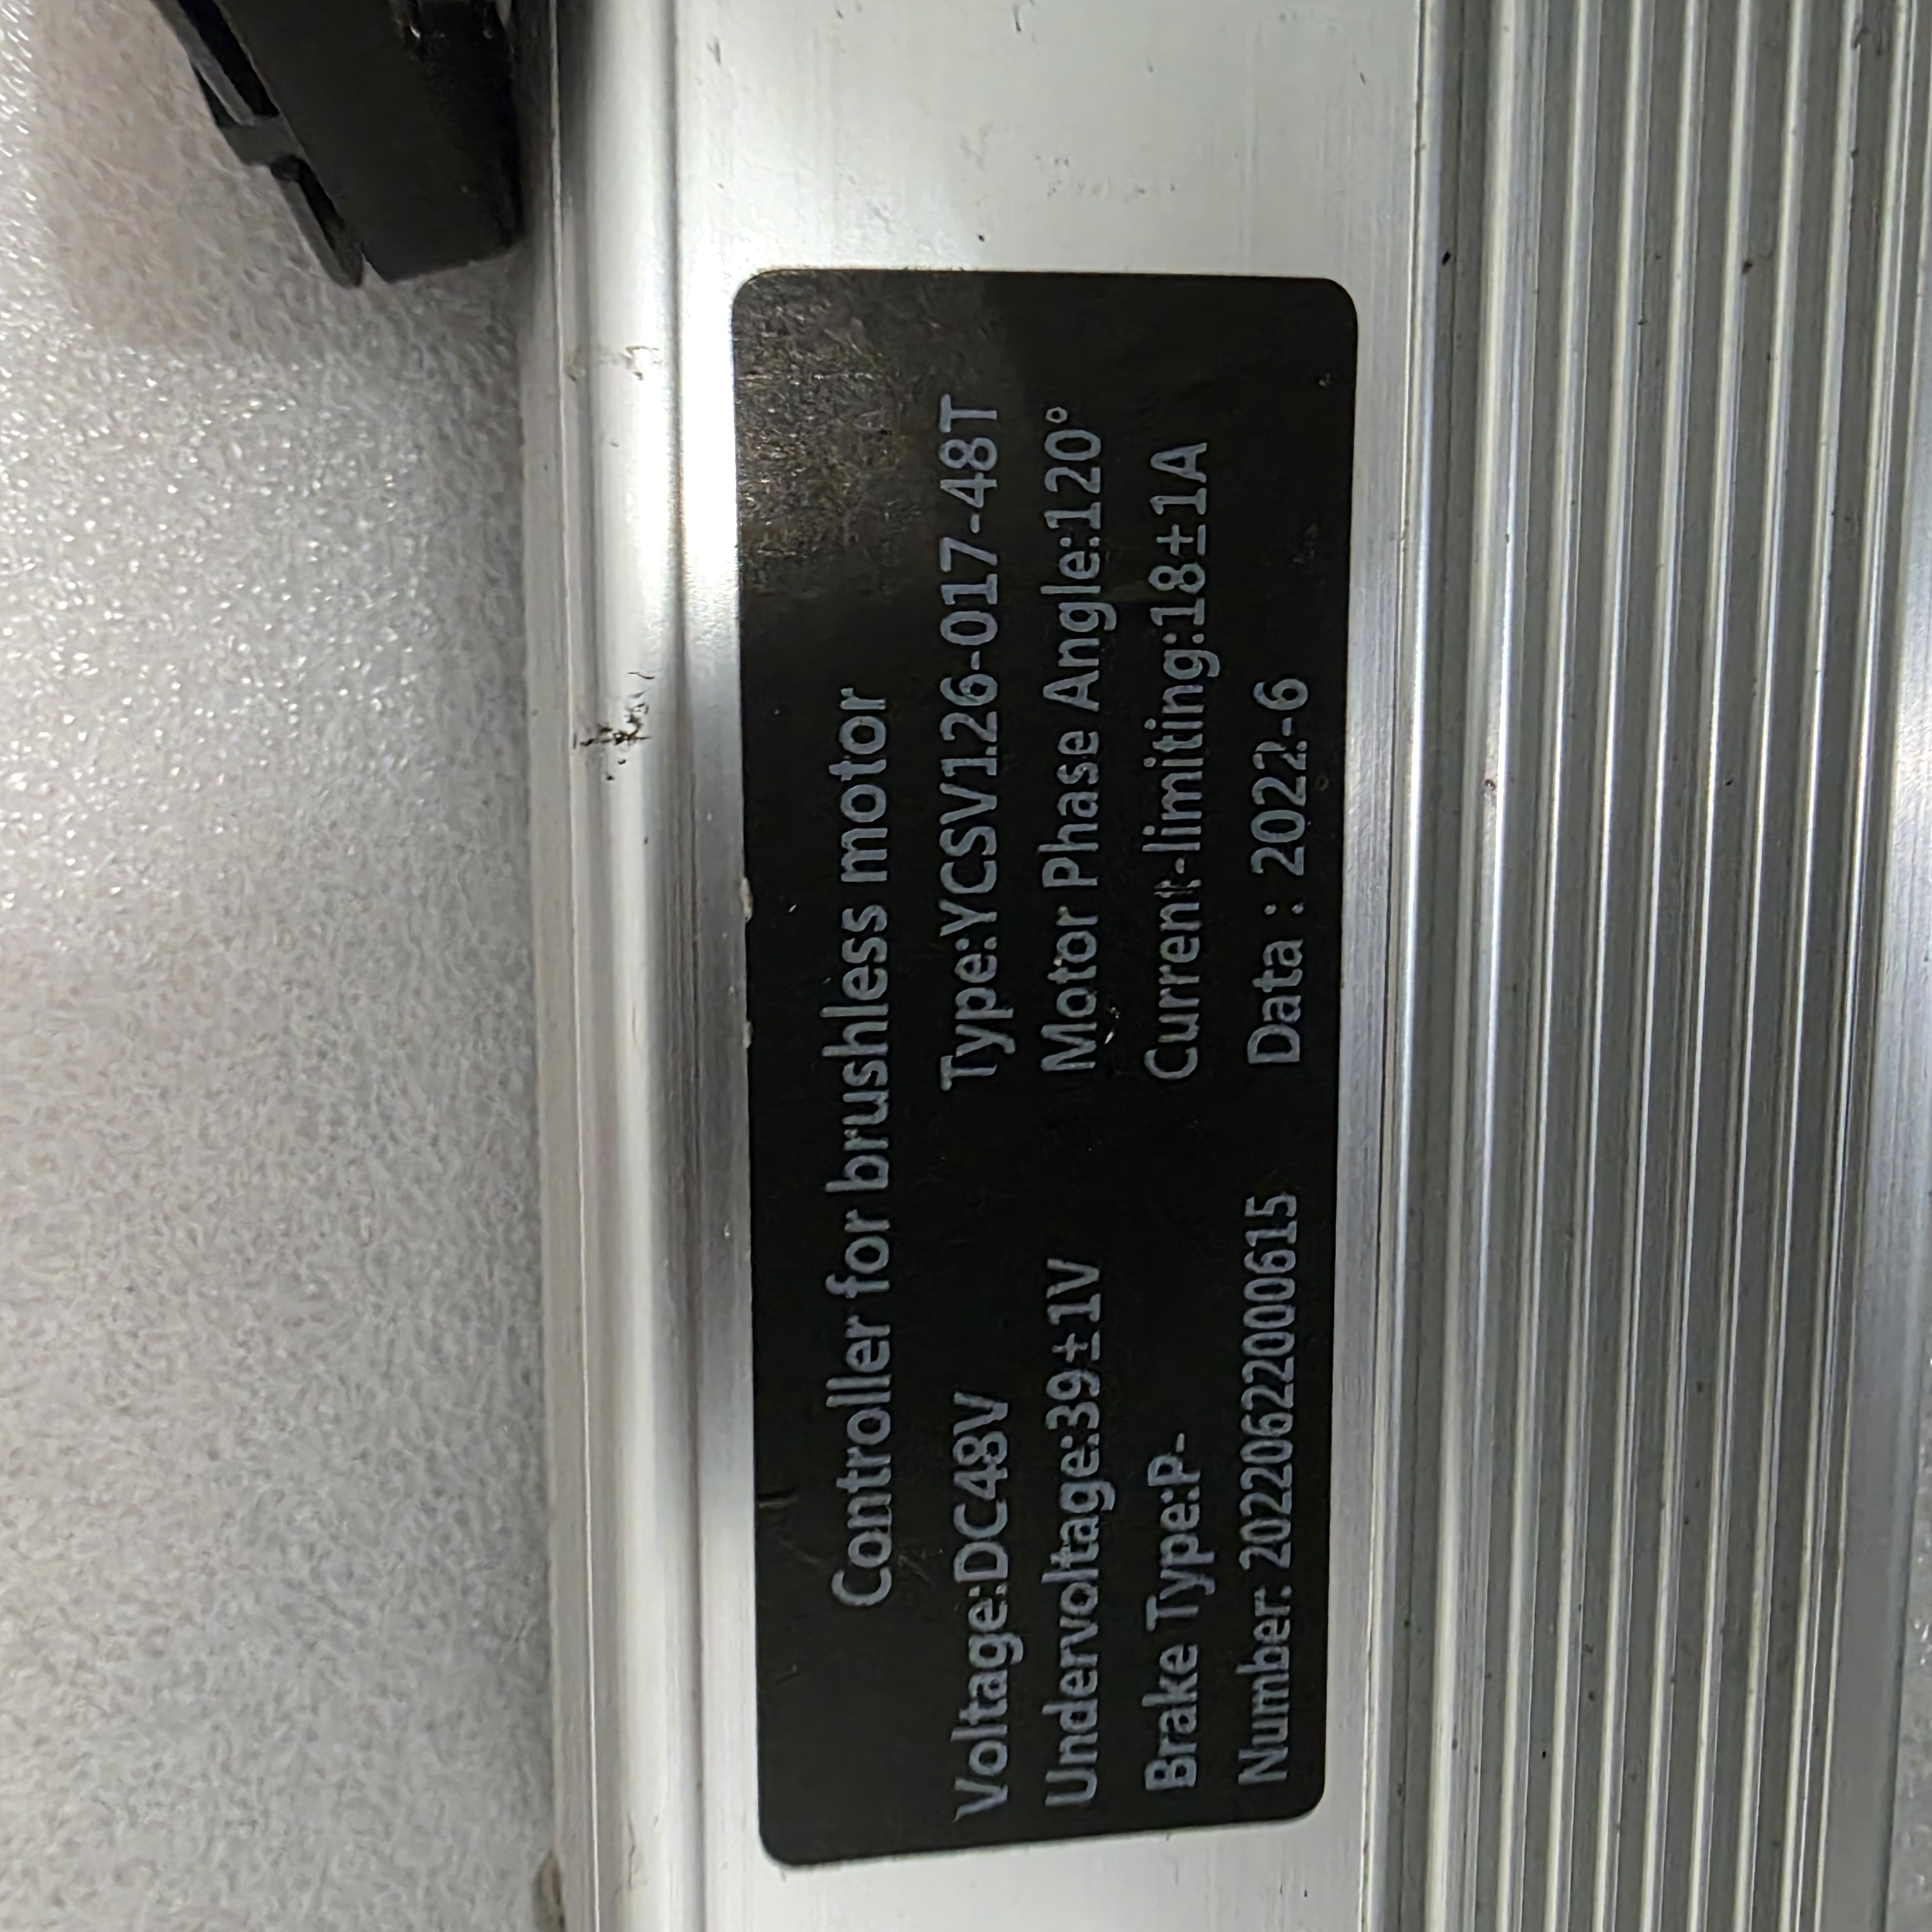 Controller for brushless motor
Voltage:DC48V Type:YCSV126-017-48T
Undervoltage:39±1V Motor Phase Angle:120°
Brake Type:P- Current-limiting:18±1A
Number: 20220622000615 Data : 2022-6